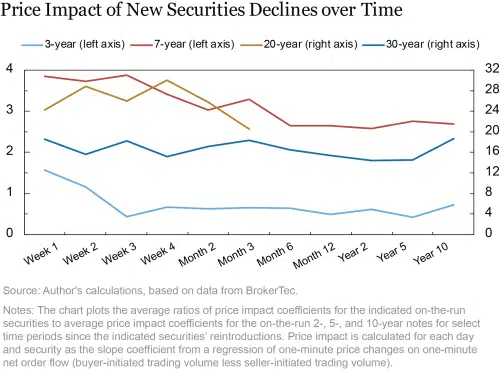 Price Impact of New Securities Declines over Time
3-year (left axis) 7-year (left axis) 20-year (right axis) 30-year (right axis)
4 32
28
3 24
20
2 16
12
1 8
4
0 0
Week 1 Week 2 Week 3 Week 4 Month 2 Month 3 Month 6 Month 12 Year 2 Year 5 Year 10
Source: Author's calculations, based on data from BrokerTec.
Notes: The chart plots the average ratios of price impact coefficients for the indicated on-the-run
securities to average price impact coefficients for the on-the-run 2-, 5-, and 10-year notes for select
time periods since the indicated securities' reintroductions. Price impact is calculated for each day
and security as the slope coefficient from a regression of one-minute price changes on one-minute
net order flow (buyer-initiated trading volume less seller-initiated trading volume).